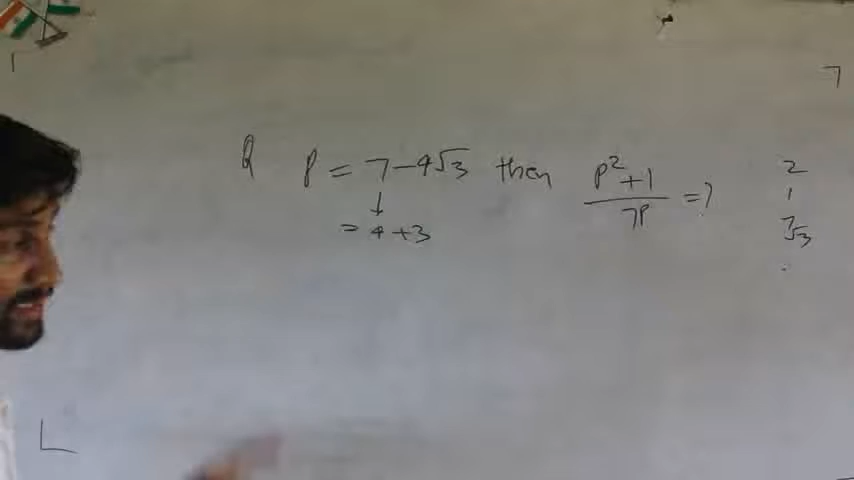 Q P = 7 - 4√3 then (P² + 1)/(7P) = ?
= 4 + 3
2
1
7√3